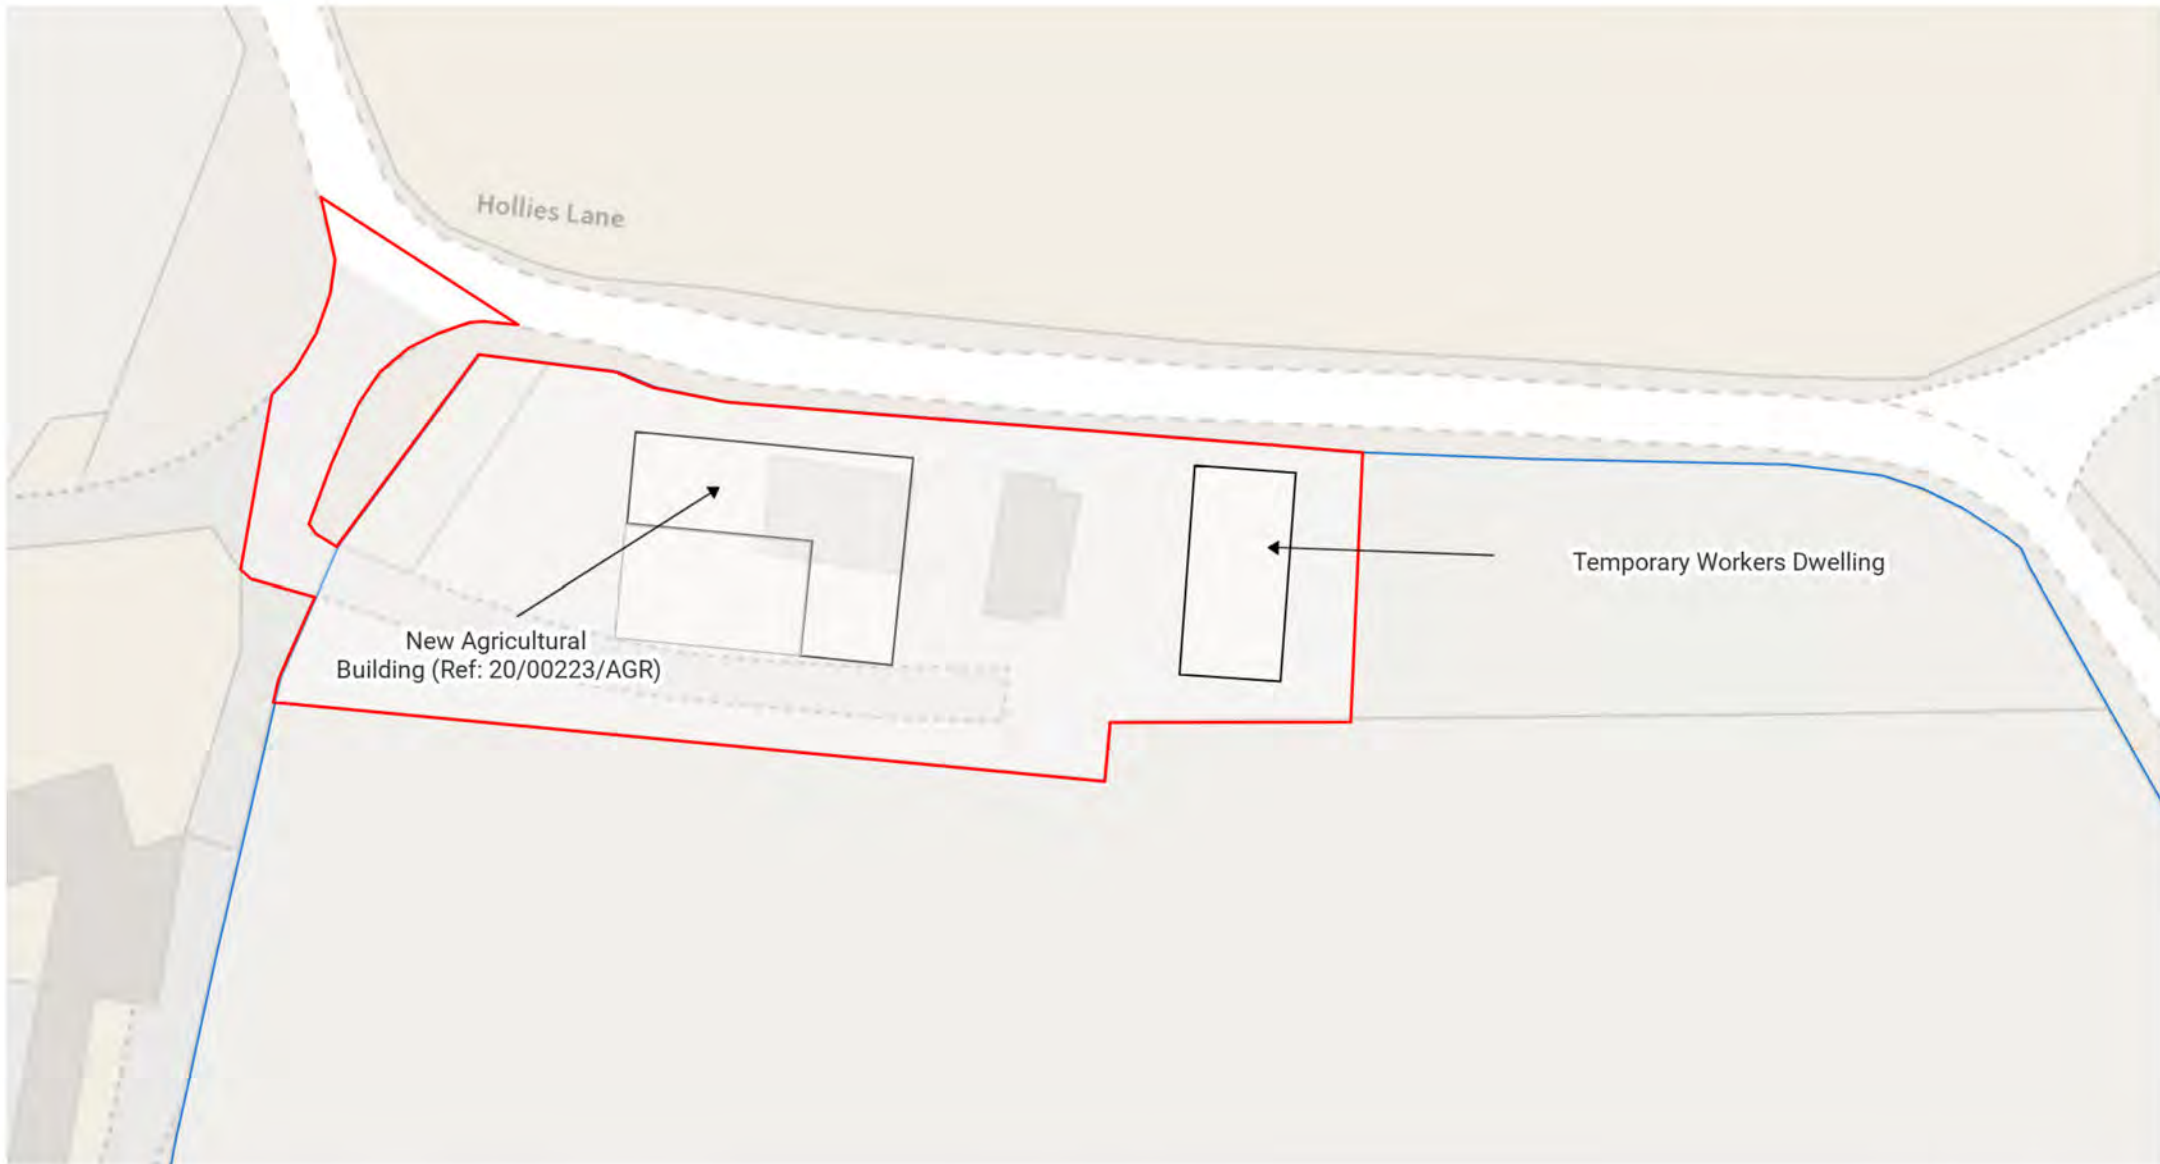 Hollies Lane
Temporary Workers Dwelling
New Agricultural
Building (Ref: 20/00223/AGR)